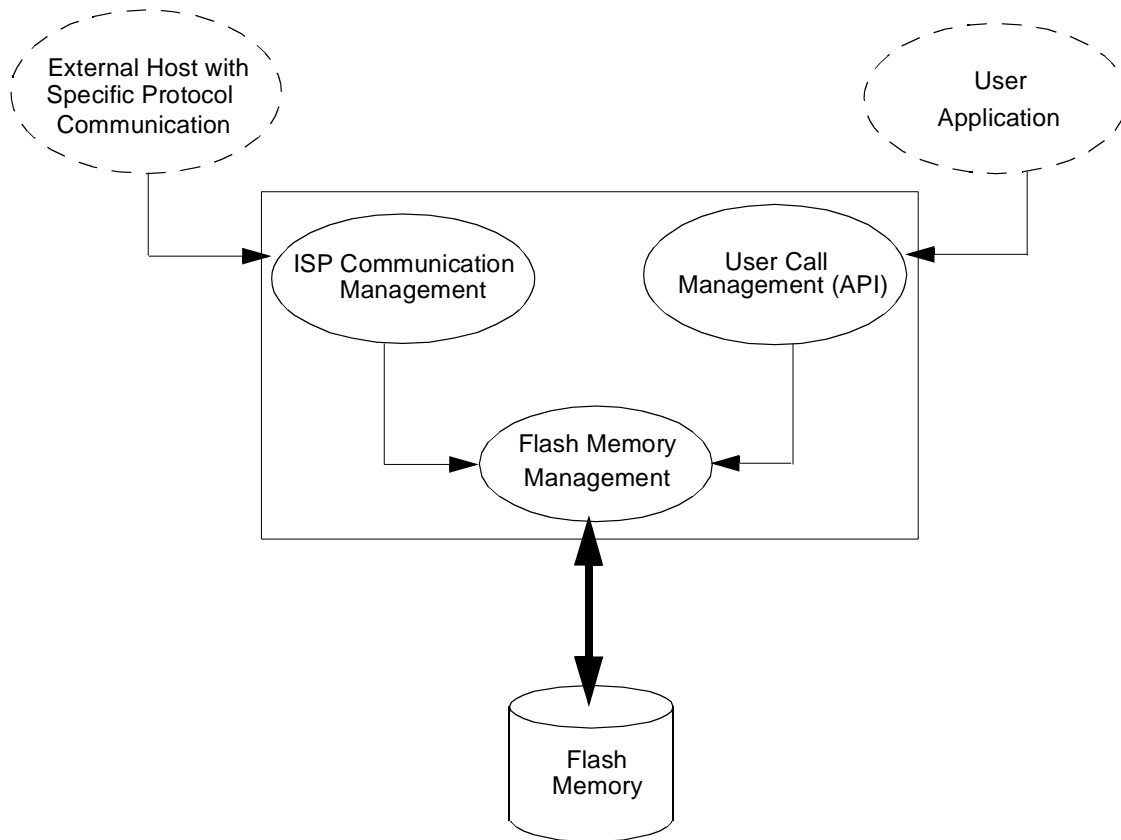 External Host with
Specific Protocol
Communication
User
Application
ISP Communication
Management
User Call
Management (API)
Flash Memory
Management
Flash
Memory